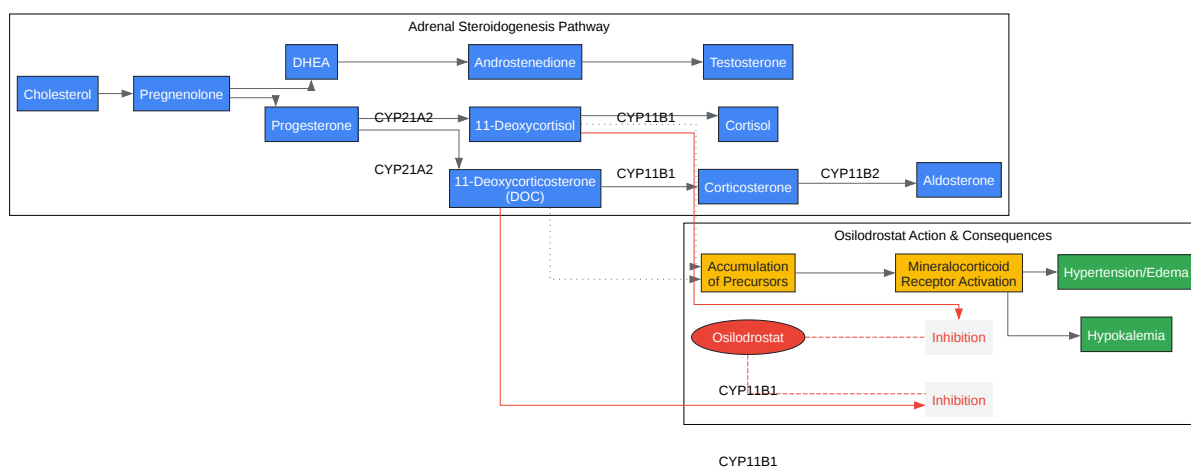 Adrenal Steroidogenesis Pathway
DHEA
Androstenedione
Testosterone
Cholesterol
Pregnenolone
Progesterone
CYP21A2
11-Deoxycortisol
CYP11B1
Cortisol
CYP21A2
11-Deoxycorticosterone
(DOC)
CYP11B1
Corticosterone
CYP11B2
Aldosterone
Osilodrostat Action & Consequences
Accumulation
of Precursors
Mineralocorticoid
Receptor Activation
Hypertension/Edema
Osilodrostat
Inhibition
Hypokalemia
CYP11B1
Inhibition
CYP11B1